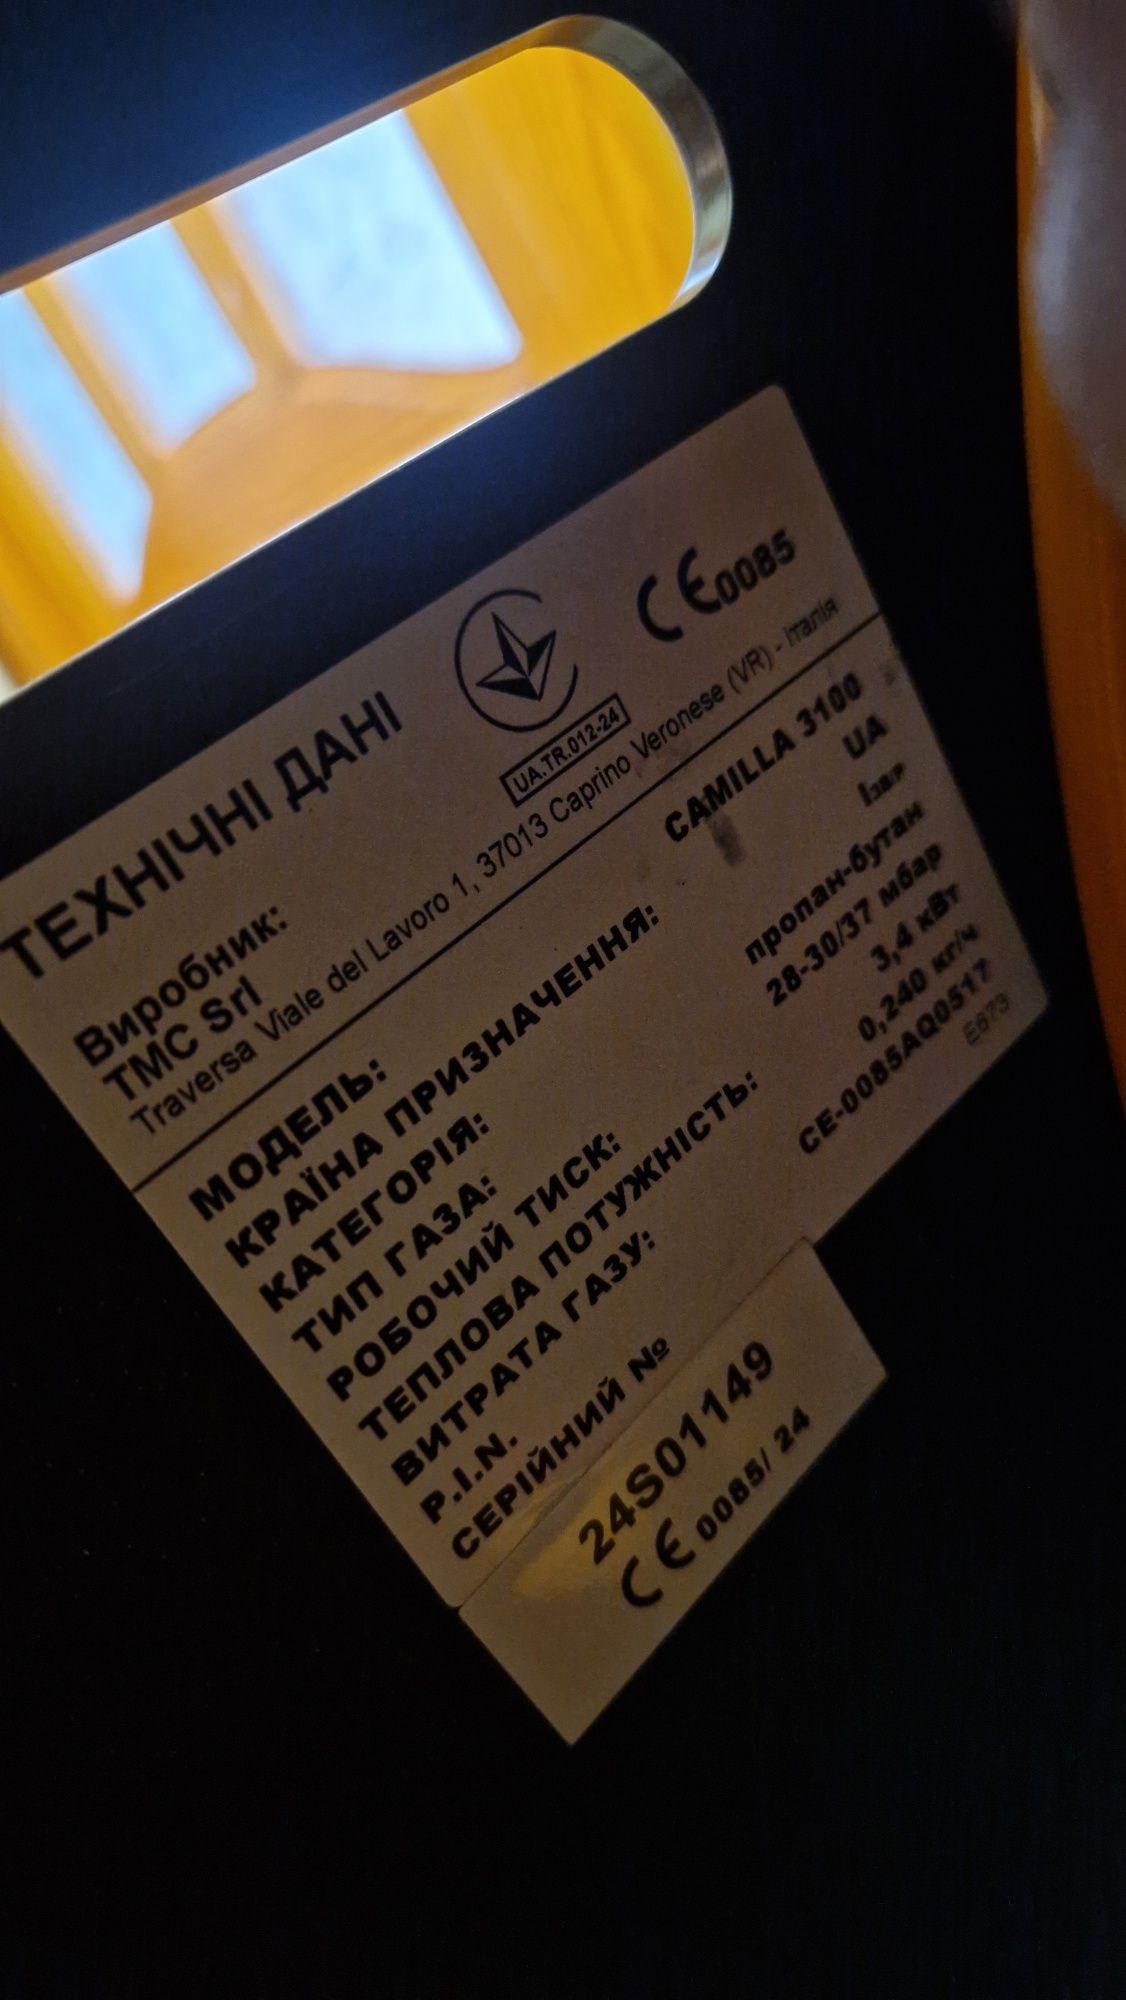 ТЕХНІЧНІ ДАНІ
UA.TR.012-24
CE0085
Виробник:
TMC Srl
Traversa Viale del Lavoro 1, 37013 Caprino Veronese (VR) - Італія
МОДЕЛЬ: CAMILLA 3100
КРАЇНА ПРИЗНАЧЕННЯ: UA
КАТЕГОРІЯ: I3B/P
ТИП ГАЗА: пропан-бутан
РОБОЧИЙ ТИСК: 28-30/37 мбар
ТЕПЛОВА ПОТУЖНІСТЬ: 3,4 кВт
ВИТРАТА ГАЗУ: 0,240 кг/ч
P.I.N. CE-0085AQ0517
СЕРІЙНИЙ № E673
24S01149
CE 0085/ 24